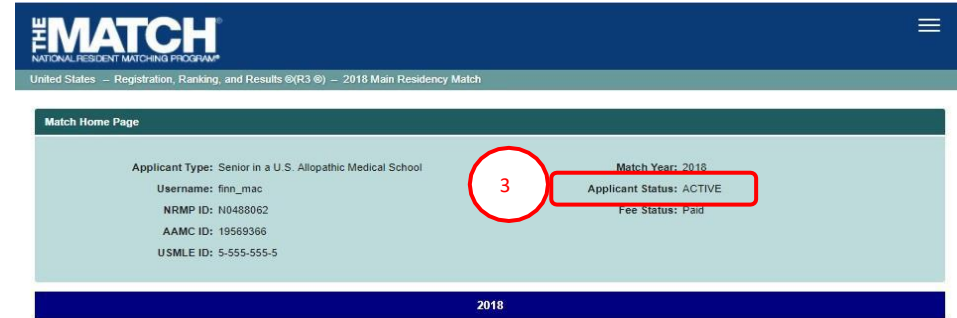 THE MATCH®
NATIONAL RESIDENT MATCHING PROGRAM®
United States – Registration, Ranking, and Results ®(R3 ®) – 2018 Main Residency Match
Match Home Page
Applicant Type: Senior in a U.S. Allopathic Medical School
Username: finn_mac
NRMP ID: N0488062
AAMC ID: 19569366
USMLE ID: 5-555-555-5
3
Match Year: 2018
Applicant Status: ACTIVE
Fee Status: Paid
2018